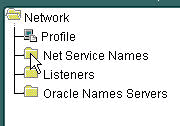 Network
Profile
Net Service Names
Listeners
Oracle Names Servers